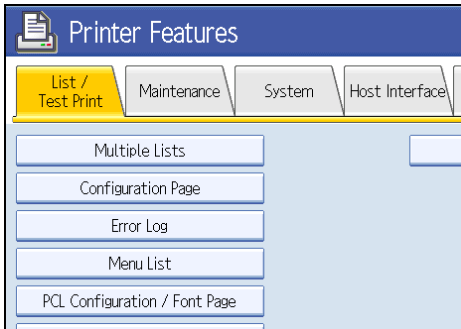 Printer Features
List /
Test Print
Maintenance
System
Host Interface
Multiple Lists
Configuration Page
Error Log
Menu List
PCL Configuration / Font Page